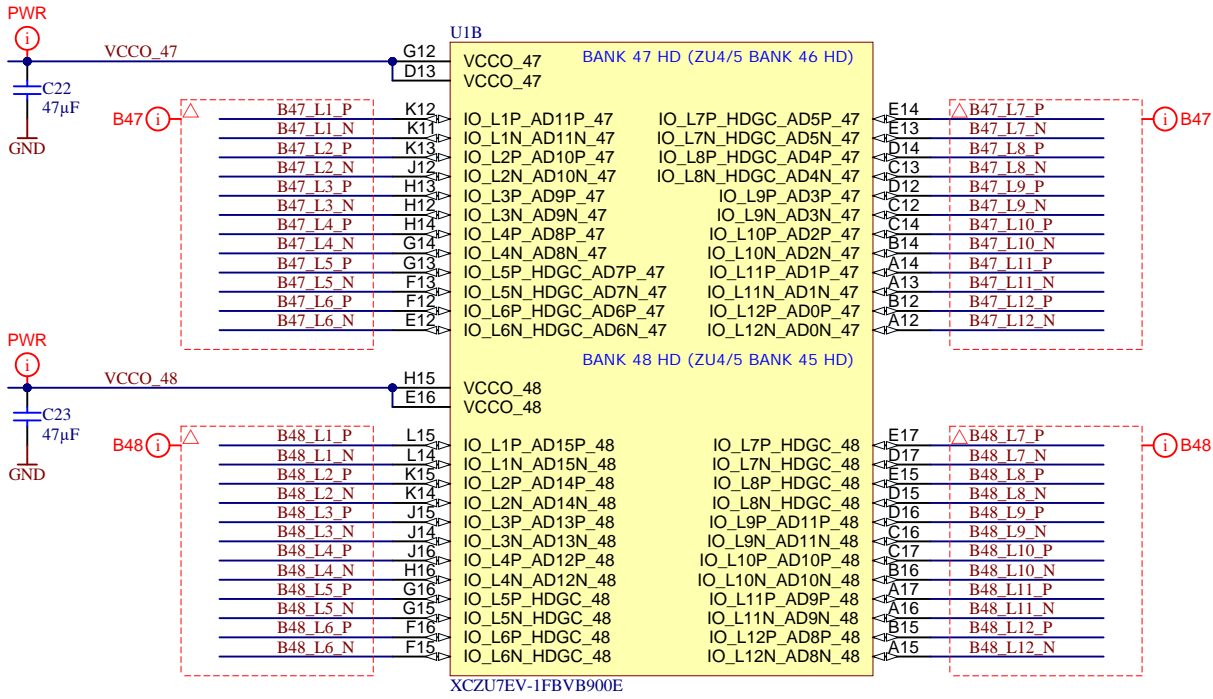 PWR
i
VCCO_47
C22
47µF
GND
U1B
BANK 47 HD (ZU4/5 BANK 46 HD)
G12 VCCO_47
D13 VCCO_47
B47 i
B47_L1_P K12 IO_L1P_AD11P_47 IO_L7P_HDGC_AD5P_47 E14 B47_L7_P
B47_L1_N K11 IO_L1N_AD11N_47 IO_L7N_HDGC_AD5N_47 E13 B47_L7_N
B47_L2_P K13 IO_L2P_AD10P_47 IO_L8P_HDGC_AD4P_47 D14 B47_L8_P
B47_L2_N J12 IO_L2N_AD10N_47 IO_L8N_HDGC_AD4N_47 C13 B47_L8_N
B47_L3_P H13 IO_L3P_AD9P_47 IO_L9P_AD3P_47 D12 B47_L9_P
B47_L3_N H12 IO_L3N_AD9N_47 IO_L9N_AD3N_47 C12 B47_L9_N
B47_L4_P H14 IO_L4P_AD8P_47 IO_L10P_AD2P_47 C14 B47_L10_P
B47_L4_N G14 IO_L4N_AD8N_47 IO_L10N_AD2N_47 B14 B47_L10_N
B47_L5_P G13 IO_L5P_HDGC_AD7P_47 IO_L11P_AD1P_47 A14 B47_L11_P
B47_L5_N F13 IO_L5N_HDGC_AD7N_47 IO_L11N_AD1N_47 A13 B47_L11_N
B47_L6_P F12 IO_L6P_HDGC_AD6P_47 IO_L12P_AD0P_47 B12 B47_L12_P
B47_L6_N E12 IO_L6N_HDGC_AD6N_47 IO_L12N_AD0N_47 A12 B47_L12_N
i B47
PWR
i
VCCO_48
C23
47µF
GND
BANK 48 HD (ZU4/5 BANK 45 HD)
H15 VCCO_48
E16 VCCO_48
B48 i
B48_L1_P L15 IO_L1P_AD15P_48 IO_L7P_HDGC_48 E17 B48_L7_P
B48_L1_N L14 IO_L1N_AD15N_48 IO_L7N_HDGC_48 D17 B48_L7_N
B48_L2_P K15 IO_L2P_AD14P_48 IO_L8P_HDGC_48 E15 B48_L8_P
B48_L2_N K14 IO_L2N_AD14N_48 IO_L8N_HDGC_48 D15 B48_L8_N
B48_L3_P J15 IO_L3P_AD13P_48 IO_L9P_AD11P_48 D16 B48_L9_P
B48_L3_N J14 IO_L3N_AD13N_48 IO_L9N_AD11N_48 C16 B48_L9_N
B48_L4_P J16 IO_L4P_AD12P_48 IO_L10P_AD10P_48 C17 B48_L10_P
B48_L4_N H16 IO_L4N_AD12N_48 IO_L10N_AD10N_48 B16 B48_L10_N
B48_L5_P G16 IO_L5P_HDGC_48 IO_L11P_AD9P_48 A17 B48_L11_P
B48_L5_N G15 IO_L5N_HDGC_48 IO_L11N_AD9N_48 A16 B48_L11_N
B48_L6_P F16 IO_L6P_HDGC_48 IO_L12P_AD8P_48 B15 B48_L12_P
B48_L6_N F15 IO_L6N_HDGC_48 IO_L12N_AD8N_48 A15 B48_L12_N
i B48
XCZU7EV-1FBVB900E